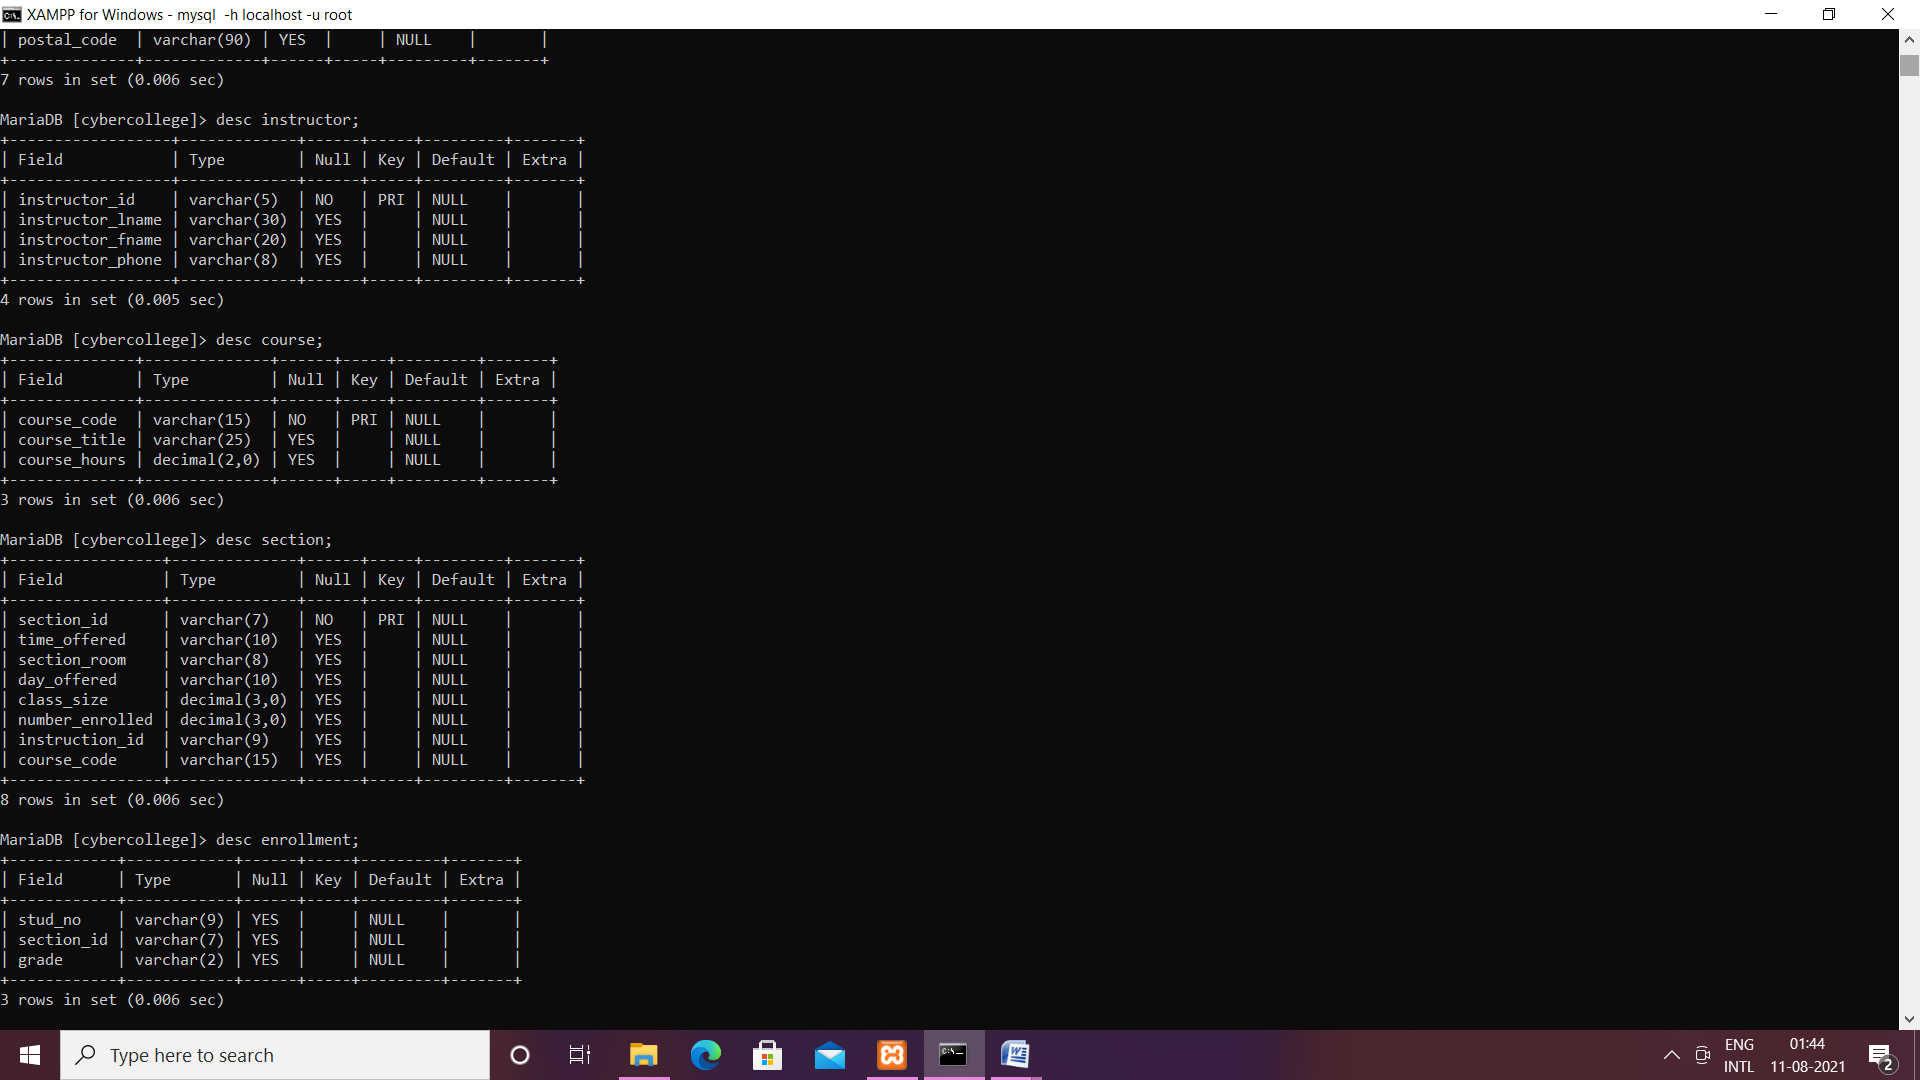 XAMPP for Windows - mysql  -h localhost -u root
| postal_code  | varchar(90) | YES  |     | NULL    |       |
+--------------+-------------+------+-----+---------+-------+
7 rows in set (0.006 sec)

MariaDB [cybercollege]> desc instructor;
+------------------+-------------+------+-----+---------+-------+
| Field            | Type        | Null | Key | Default | Extra |
+------------------+-------------+------+-----+---------+-------+
| instructor_id    | varchar(5)  | NO   | PRI | NULL    |       |
| instructor_lname | varchar(30) | YES  |     | NULL    |       |
| instroctor_fname | varchar(20) | YES  |     | NULL    |       |
| instructor_phone | varchar(8)  | YES  |     | NULL    |       |
+------------------+-------------+------+-----+---------+-------+
4 rows in set (0.005 sec)

MariaDB [cybercollege]> desc course;
+--------------+--------------+------+-----+---------+-------+
| Field        | Type         | Null | Key | Default | Extra |
+--------------+--------------+------+-----+---------+-------+
| course_code  | varchar(15)  | NO   | PRI | NULL    |       |
| course_title | varchar(25)  | YES  |     | NULL    |       |
| course_hours | decimal(2,0) | YES  |     | NULL    |       |
+--------------+--------------+------+-----+---------+-------+
3 rows in set (0.006 sec)

MariaDB [cybercollege]> desc section;
+-----------------+--------------+------+-----+---------+-------+
| Field           | Type         | Null | Key | Default | Extra |
+-----------------+--------------+------+-----+---------+-------+
| section_id      | varchar(7)   | NO   | PRI | NULL    |       |
| time_offered    | varchar(10)  | YES  |     | NULL    |       |
| section_room    | varchar(8)   | YES  |     | NULL    |       |
| day_offered     | varchar(10)  | YES  |     | NULL    |       |
| class_size      | decimal(3,0) | YES  |     | NULL    |       |
| number_enrolled | decimal(3,0) | YES  |     | NULL    |       |
| instruction_id  | varchar(9)   | YES  |     | NULL    |       |
| course_code     | varchar(15)  | YES  |     | NULL    |       |
+-----------------+--------------+------+-----+---------+-------+
8 rows in set (0.006 sec)

MariaDB [cybercollege]> desc enrollment;
+------------+------------+------+-----+---------+-------+
| Field      | Type       | Null | Key | Default | Extra |
+------------+------------+------+-----+---------+-------+
| stud_no    | varchar(9) | YES  |     | NULL    |       |
| section_id | varchar(7) | YES  |     | NULL    |       |
| grade      | varchar(2) | YES  |     | NULL    |       |
+------------+------------+------+-----+---------+-------+
3 rows in set (0.006 sec)
Type here to search
ENG
INTL
01:44
11-08-2021
2